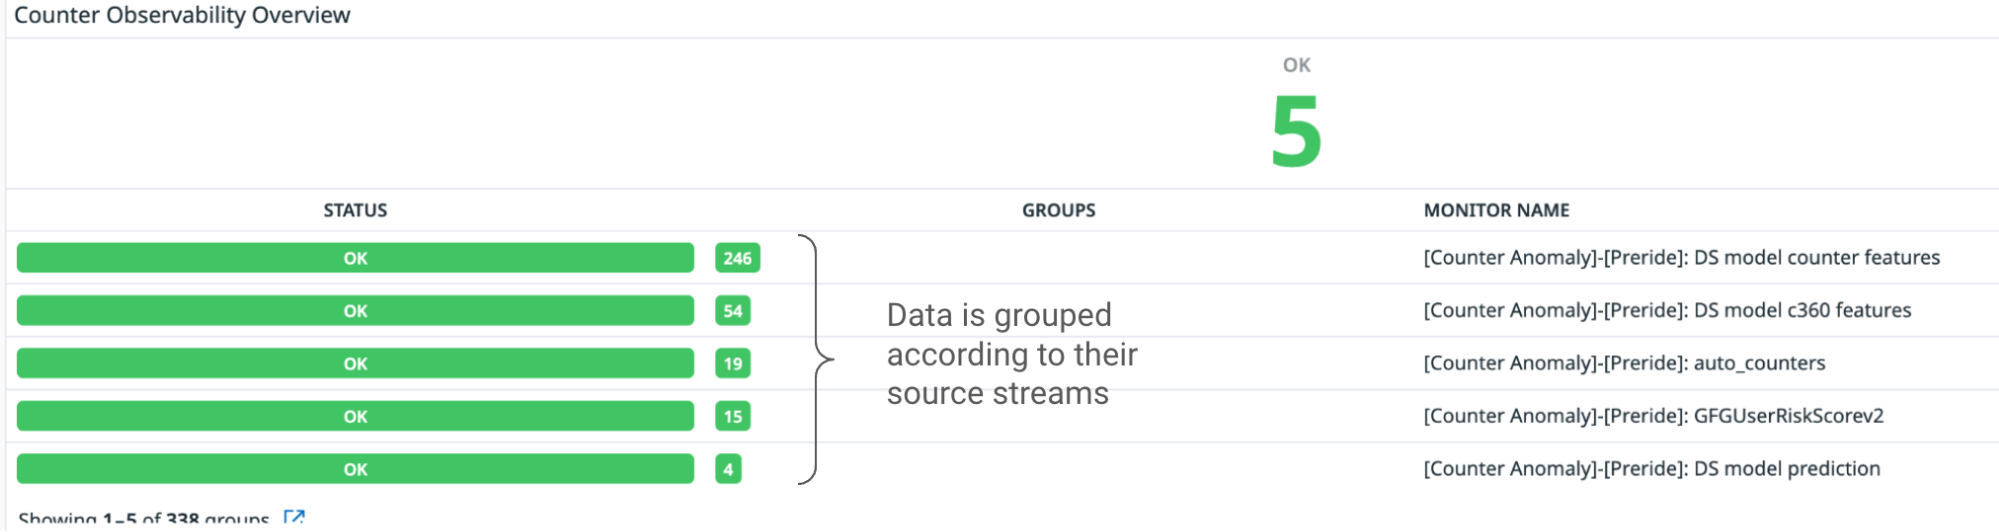 Counter Observability Overview
OK
5
STATUS GROUPS MONITOR NAME
OK 246 [Counter Anomaly]-[Preride]: DS model counter features
OK 54 [Counter Anomaly]-[Preride]: DS model c360 features
OK 19 [Counter Anomaly]-[Preride]: auto_counters
OK 15 [Counter Anomaly]-[Preride]: GFGUserRiskScorev2
OK 4 [Counter Anomaly]-[Preride]: DS model prediction
Data is grouped
according to their
source streams
Showing 1–5 of 338 groups